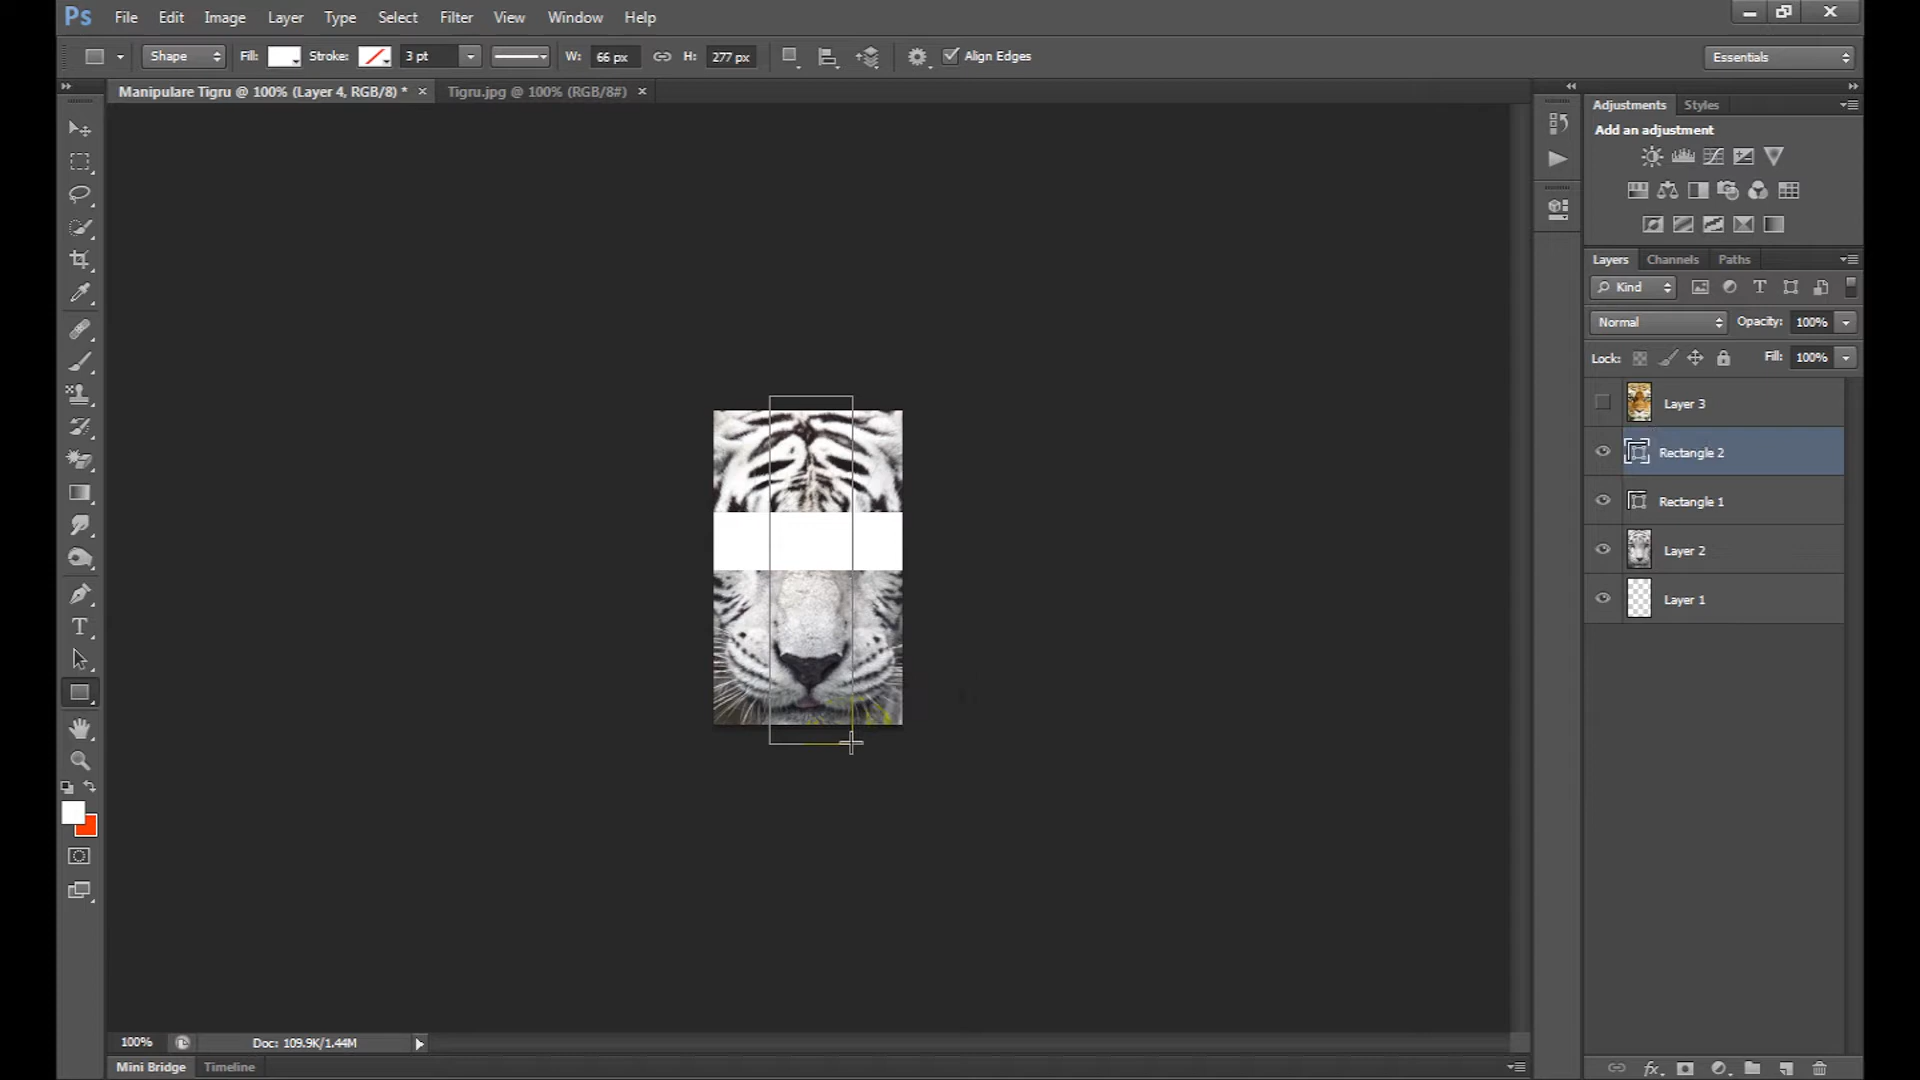 Ps File Edit Image Layer Type Select Filter View Window Help
Shape Fill: Stroke: 3 pt W: 66 px H: 277 px Align Edges Essentials
Manipulare Tigru @ 100% (Layer 4, RGB/8) * × Tigru.jpg @ 100% (RGB/8#) ×
Adjustments Styles
Add an adjustment
Layers Channels Paths
Kind
Normal Opacity: 100%
Lock: Fill: 100%
Layer 3
Rectangle 2
Rectangle 1
Layer 2
Layer 1
100% Doc: 109.9K/1.44M
Mini Bridge Timeline